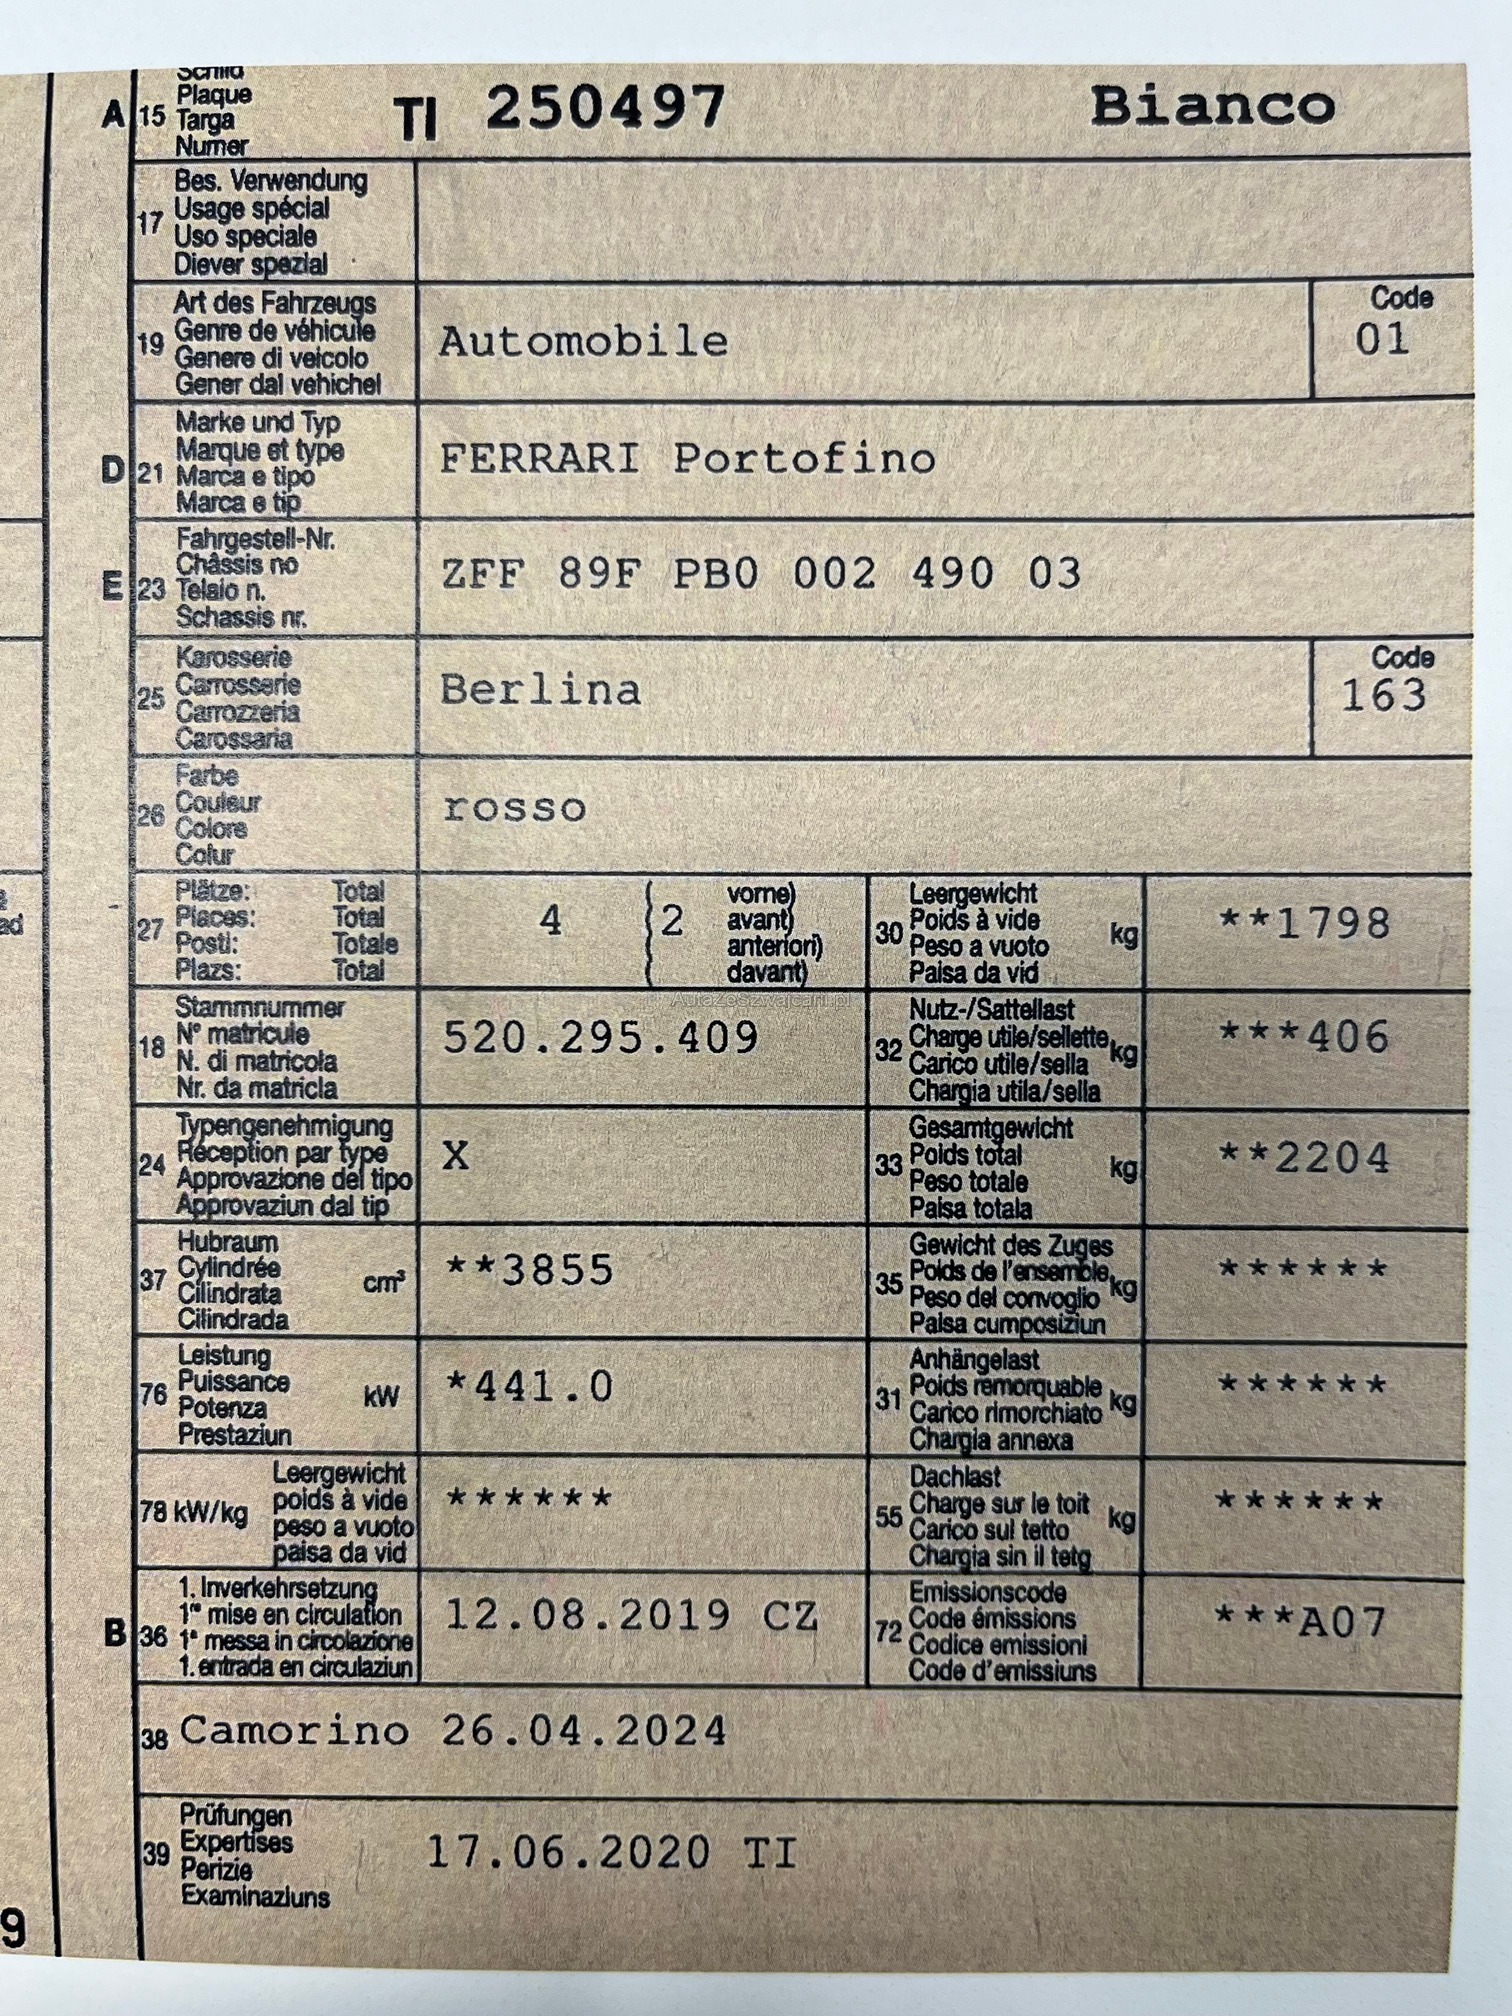 Schild
A 15 Plaque TI 250497 Bianco
Targa
Numer
Bes. Verwendung
17 Usage spécial
Uso speciale
Diever spezial
Art des Fahrzeugs Code
19 Genre de véhicule Automobile 01
Genere di veicolo
Gener dal vehichel
Marke und Typ
D 21 Marque et type FERRARI Portofino
Marca e tipo
Marca e tip
Fahrgestell-Nr.
E 23 Châssis no ZFF 89F PB0 002 490 03
Telaio n.
Schassis nr.
Karosserie Code
25 Carrosserie Berlina 163
Carrozzeria
Carossaria
Farbe
26 Couleur rosso
Colore
Colur
Plätze: Total vorne)
27 Places: Total 4 (2 avant)
Posti: Totale anteriori)
Plazs: Total davant)
Leergewicht
30 Poids à vide kg **1798
Peso a vuoto
Paisa da vid
AutaZeSzwajcarii.pl
Stammnummer
18 N° matricule 520.295.409
N. di matricola
Nr. da matricla
Nutz-/Sattellast
32 Charge utile/sellette kg ***406
Carico utile/sella
Chargia utila/sella
Typengenehmigung
24 Réception par type X
Approvazione del tipo
Approvaziun dal tip
Gesamtgewicht
33 Poids total kg **2204
Peso totale
Paisa totala
Hubraum
37 Cylindrée cm³ **3855
Cilindrata
Cilindrada
Gewicht des Zuges
35 Poids de l'ensemble kg ******
Peso del convoglio
Paisa cumposiziun
Leistung
76 Puissance kW *441.0
Potenza
Prestaziun
Anhängelast
31 Poids remorquable kg ******
Carico rimorchiato
Chargia annexa
Leergewicht
78 kW/kg poids à vide ******
peso a vuoto
paisa da vid
Dachlast
55 Charge sur le toit kg ******
Carico sul tetto
Chargia sin il tetg
1. Inverkehrsetzung
B 36 1re mise en circulation 12.08.2019 CZ
1a messa in circolazione
1. entrada en circulaziun
Emissionscode
72 Code émissions ***A07
Codice emissioni
Code d'emissiuns
38 Camorino 26.04.2024
Prüfungen
39 Expertises 17.06.2020 TI
Perizie
Examinaziuns
9